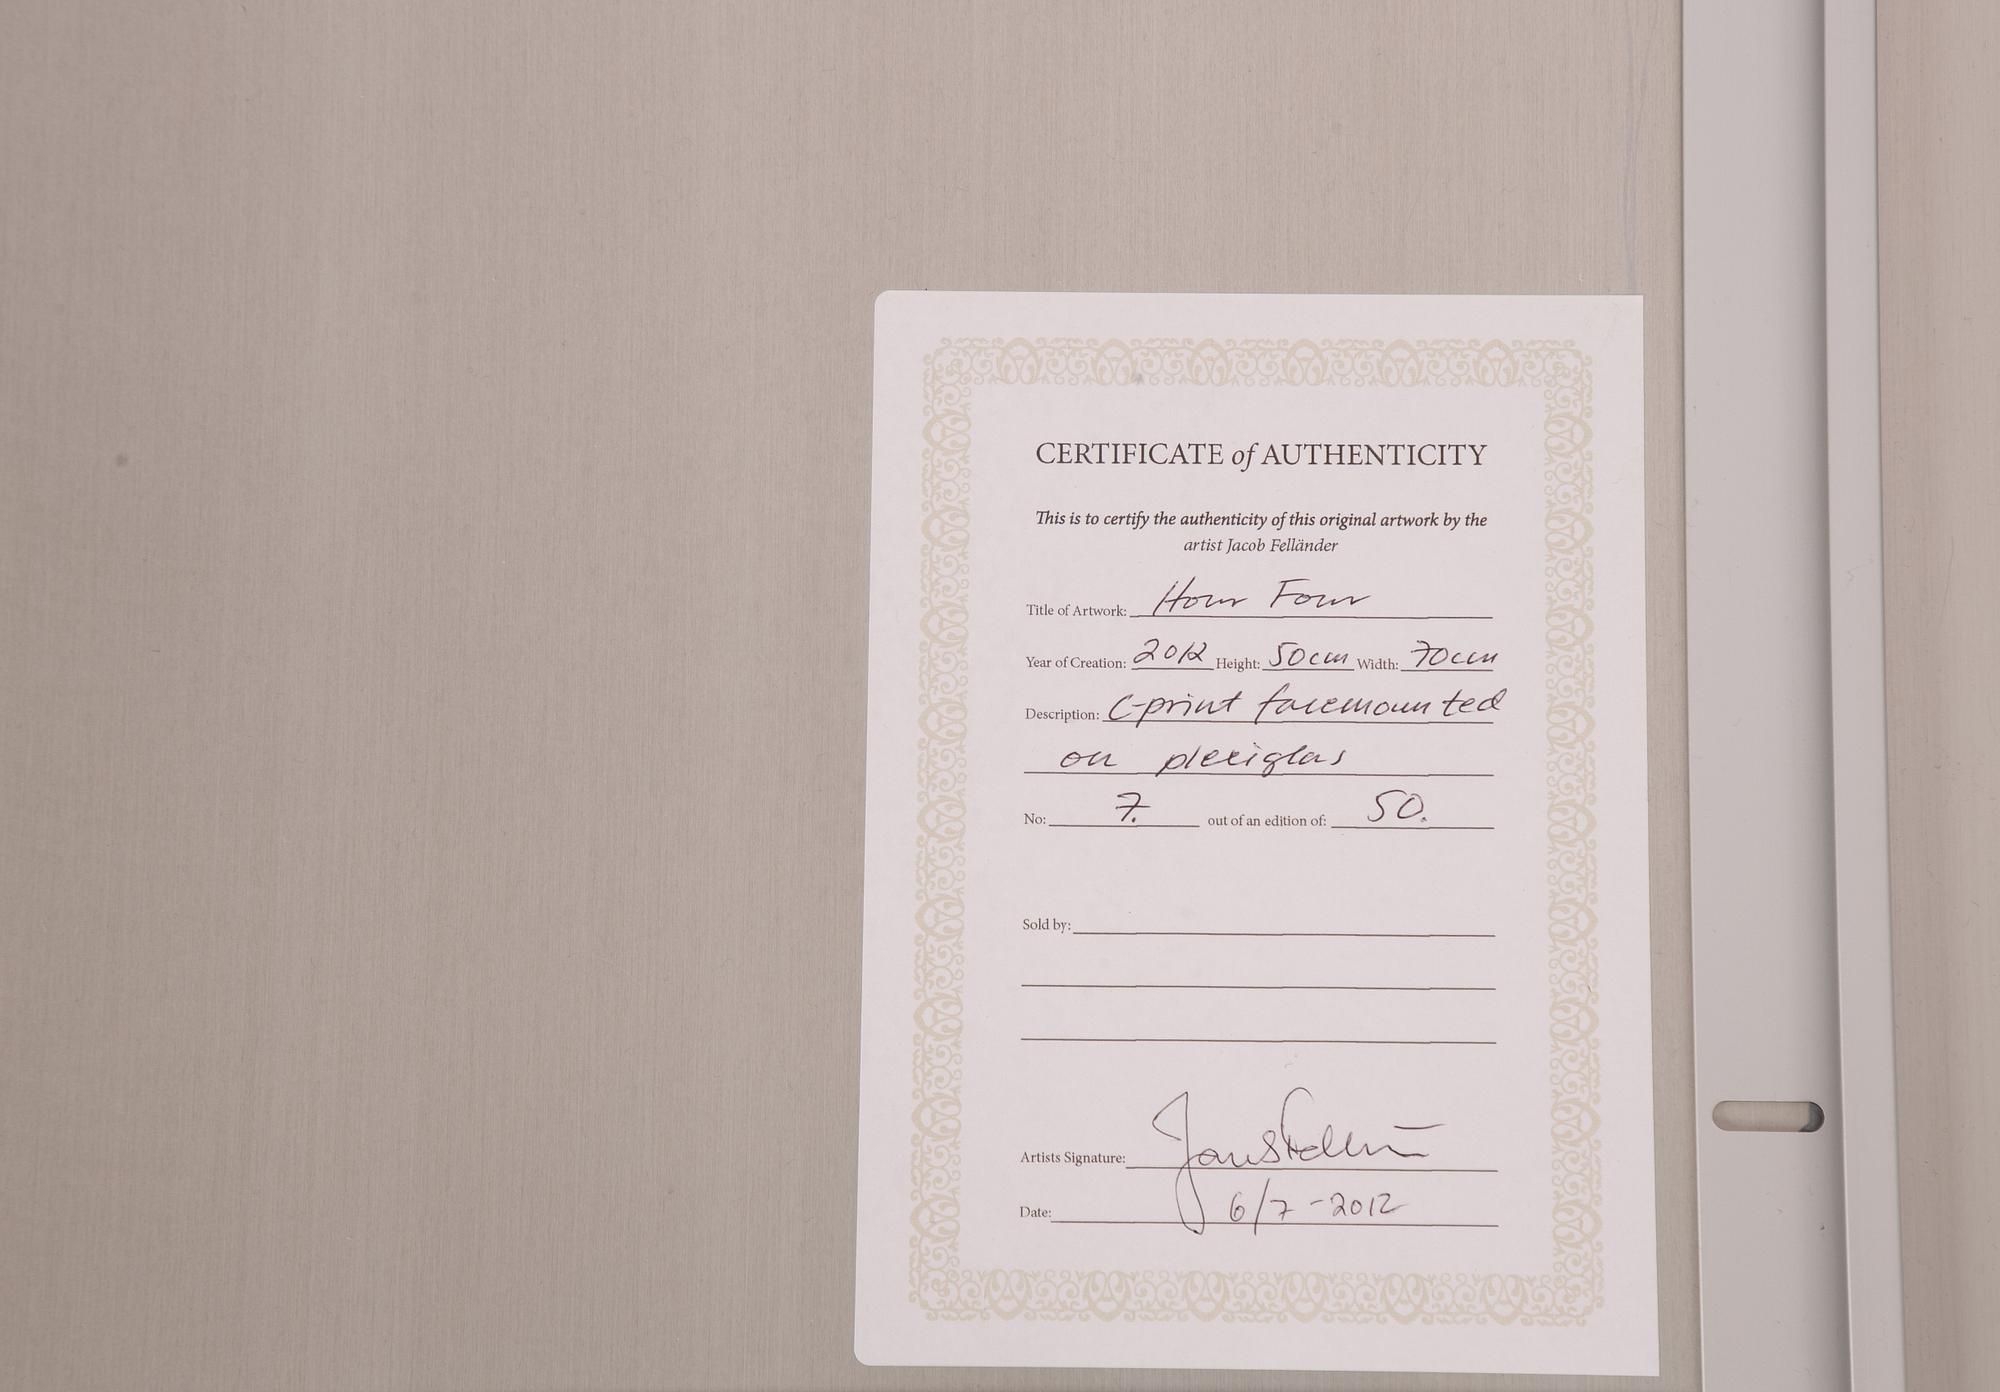 CERTIFICATE of AUTHENTICITY
This is to certify the authenticity of this original artwork by the
artist Jacob Felländer
Title of Artwork: Hour Four
Year of Creation: 2012 Height: 50cm Width: 70cm
Description: C-print facemounted
on plexiglas
No: 7. out of an edition of: 50.
Sold by:
Artists Signature:
Date: 6/7-2012